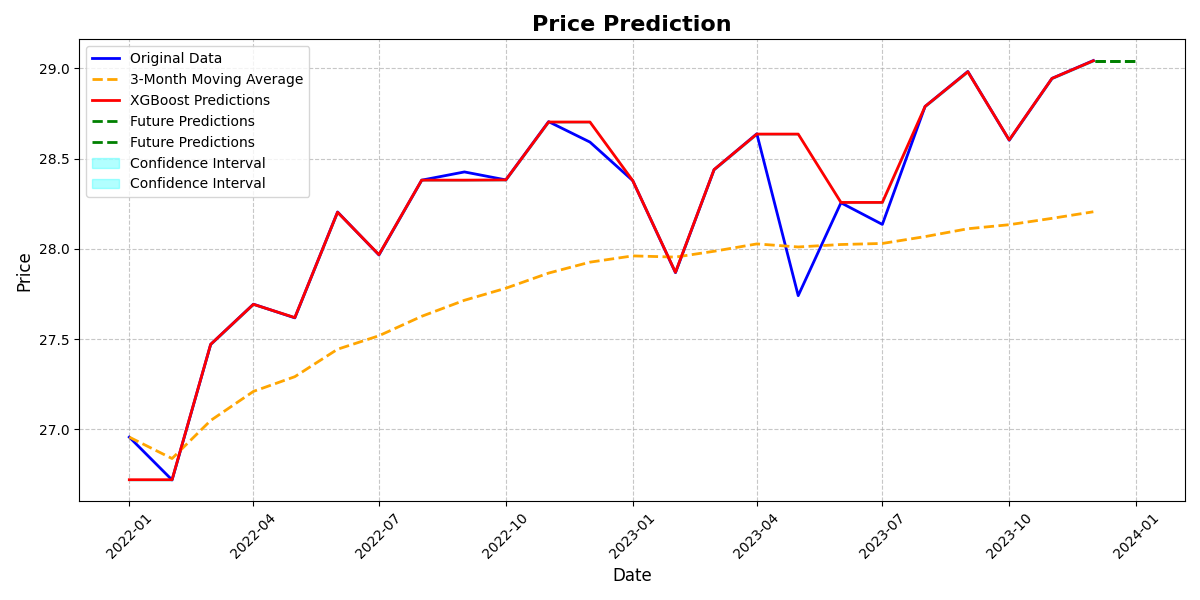 Price Prediction
Original Data
3-Month Moving Average
XGBoost Predictions
Future Predictions
Future Predictions
Confidence Interval
Confidence Interval
Price
29.0
28.5
28.0
27.5
27.0
2022-01
2022-04
2022-07
2022-10
2023-01
2023-04
2023-07
2023-10
2024-01
Date